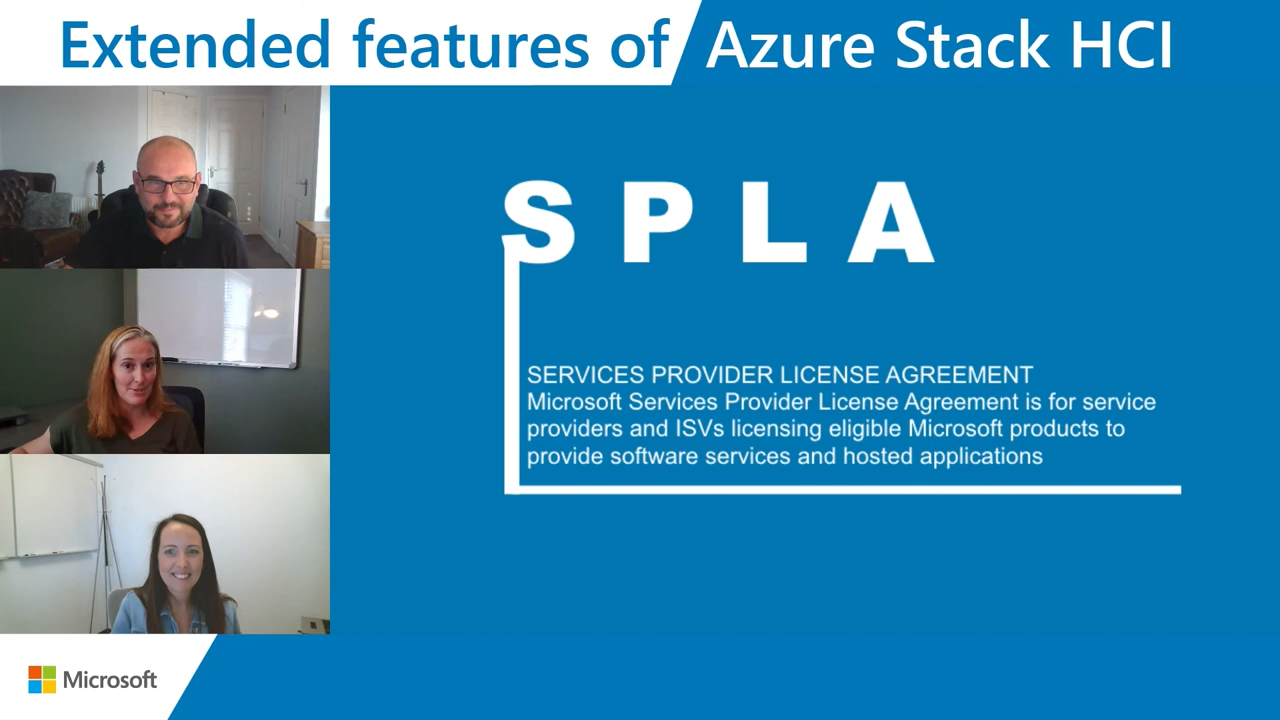 Extended features of Azure Stack HCI
SPLA
SERVICES PROVIDER LICENSE AGREEMENT
Microsoft Services Provider License Agreement is for service
providers and ISVs licensing eligible Microsoft products to
provide software services and hosted applications
Microsoft